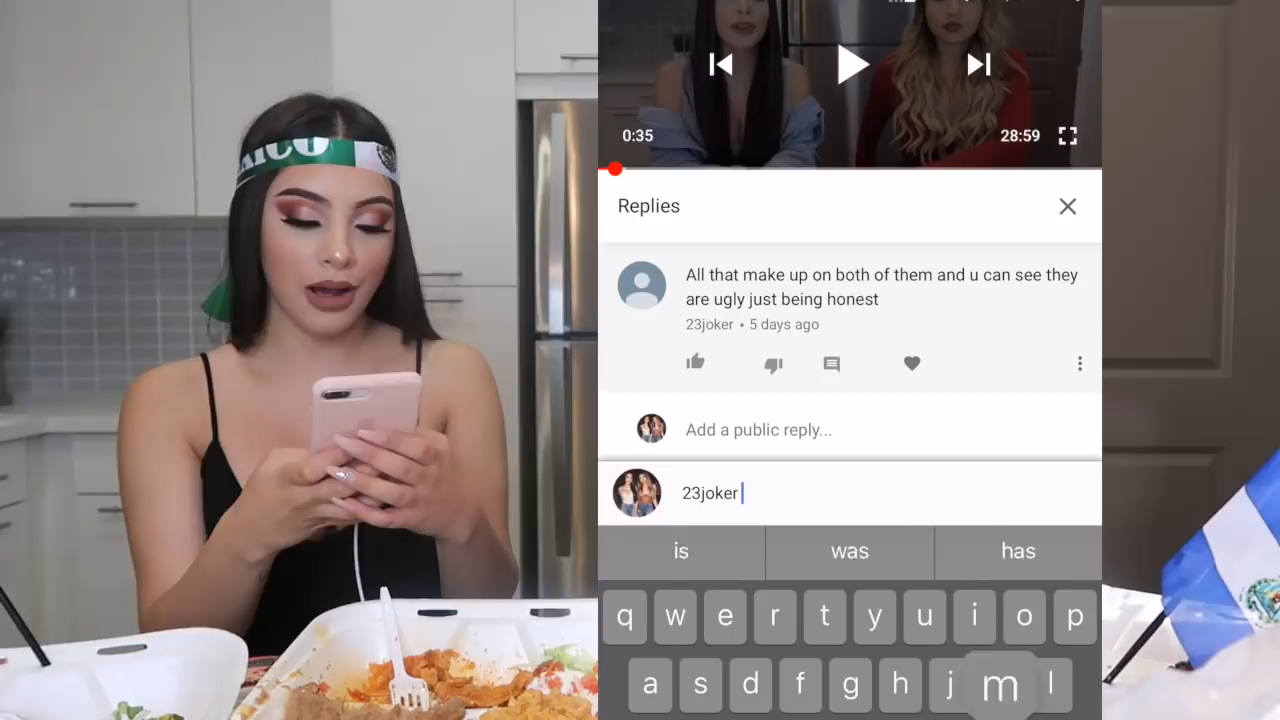 XICO
0:35
28:59
Replies
All that make up on both of them and u can see they
are ugly just being honest
23joker • 5 days ago
Add a public reply...
23joker
is was has
q w e r t y u i o p
a s d f g h j m l